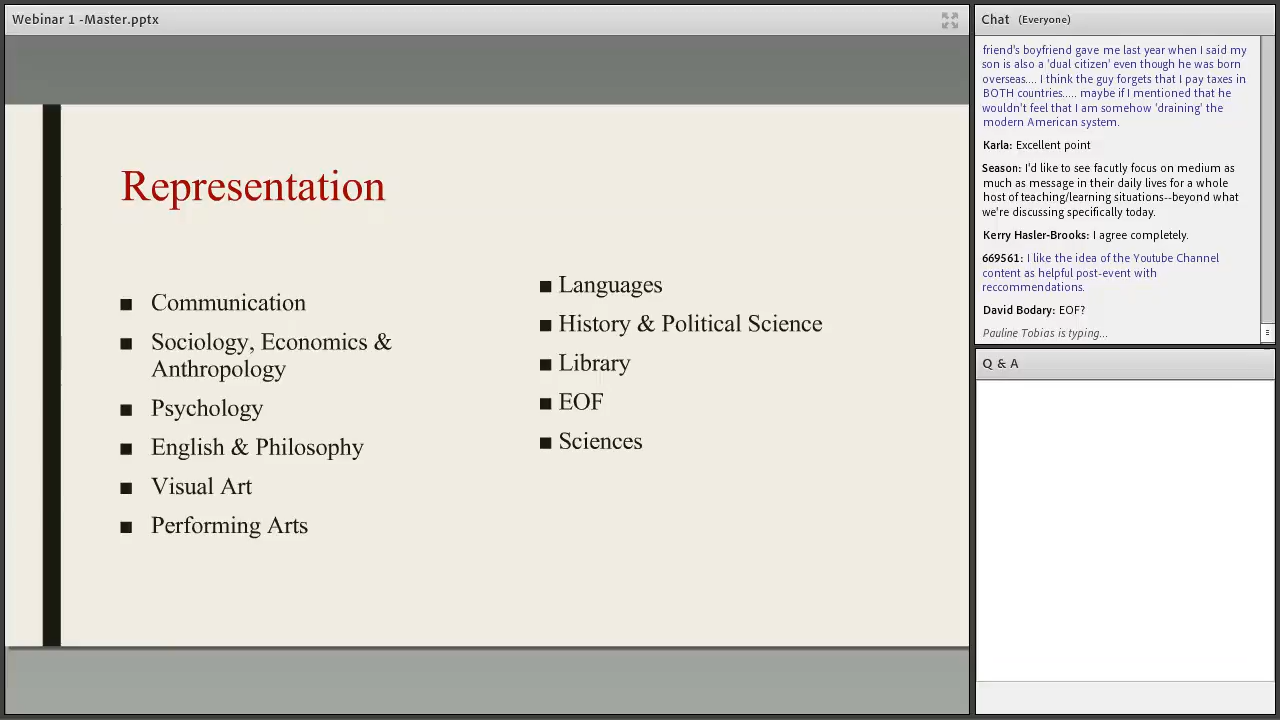 Webinar 1 -Master.pptx
Representation
■ Communication
■ Sociology, Economics &
Anthropology
■ Psychology
■ English & Philosophy
■ Visual Art
■ Performing Arts
■ Languages
■ History & Political Science
■ Library
■ EOF
■ Sciences
Chat (Everyone)
friend's boyfriend gave me last year when I said my
son is also a 'dual citizen' even though he was born
overseas.... I think the guy forgets that I pay taxes in
BOTH countries..... maybe if I mentioned that he
wouldn't feel that I am somehow 'draining' the
modern American system.
Karla: Excellent point
Season: I'd like to see facutly focus on medium as
much as message in their daily lives for a whole
host of teaching/learning situations--beyond what
we're discussing specifically today.
Kerry Hasler-Brooks: I agree completely.
669561: I like the idea of the Youtube Channel
content as helpful post-event with
reccommendations.
David Bodary: EOF?
Pauline Tobias is typing...
Q & A